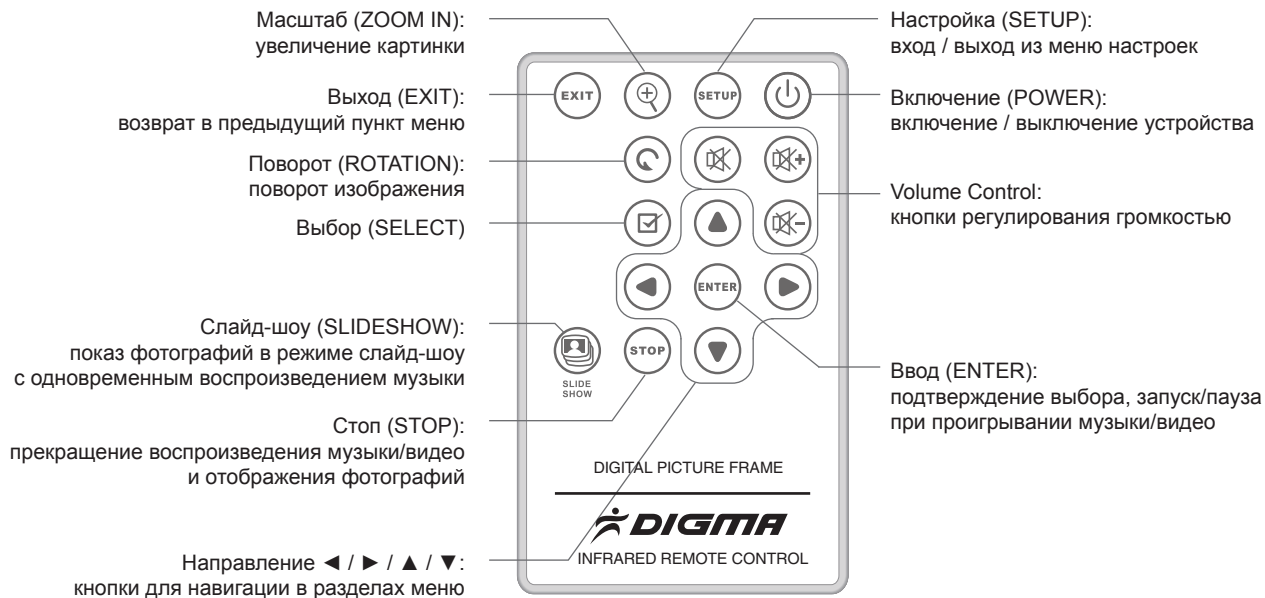 Масштаб (ZOOM IN):
увеличение картинки
Выход (EXIT):
возврат в предыдущий пункт меню
Поворот (ROTATION):
поворот изображения
Выбор (SELECT)
Слайд-шоу (SLIDESHOW):
показ фотографий в режиме слайд-шоу
с одновременным воспроизведением музыки
Стоп (STOP):
прекращение воспроизведения музыки/видео
и отображения фотографий
Направление ◄ / ► / ▲ / ▼:
кнопки для навигации в разделах меню
EXIT
SETUP
+
-
ENTER
STOP
SLIDE
SHOW
DIGITAL PICTURE FRAME
DIGMA
INFRARED REMOTE CONTROL
Настройка (SETUP):
вход / выход из меню настроек
Включение (POWER):
включение / выключение устройства
Volume Control:
кнопки регулирования громкостью
Ввод (ENTER):
подтверждение выбора, запуск/пауза
при проигрывании музыки/видео